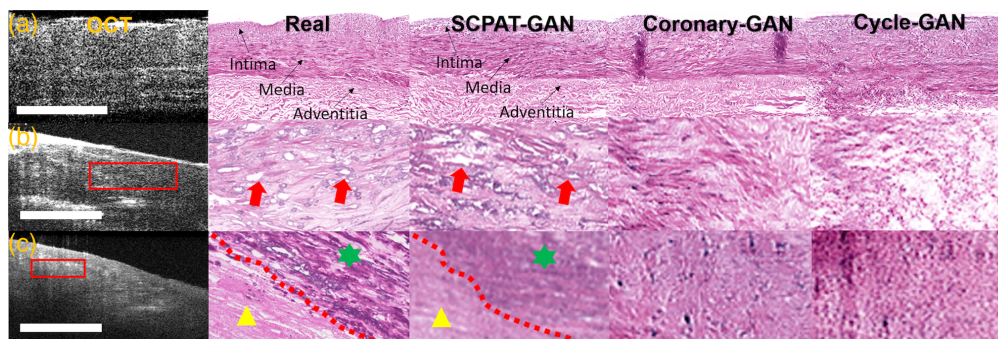 (a) OCT Real SCPAT-GAN Coronary-GAN Cycle-GAN
Intima Intima
Media Media
Adventitia Adventitia
(b)
(c)